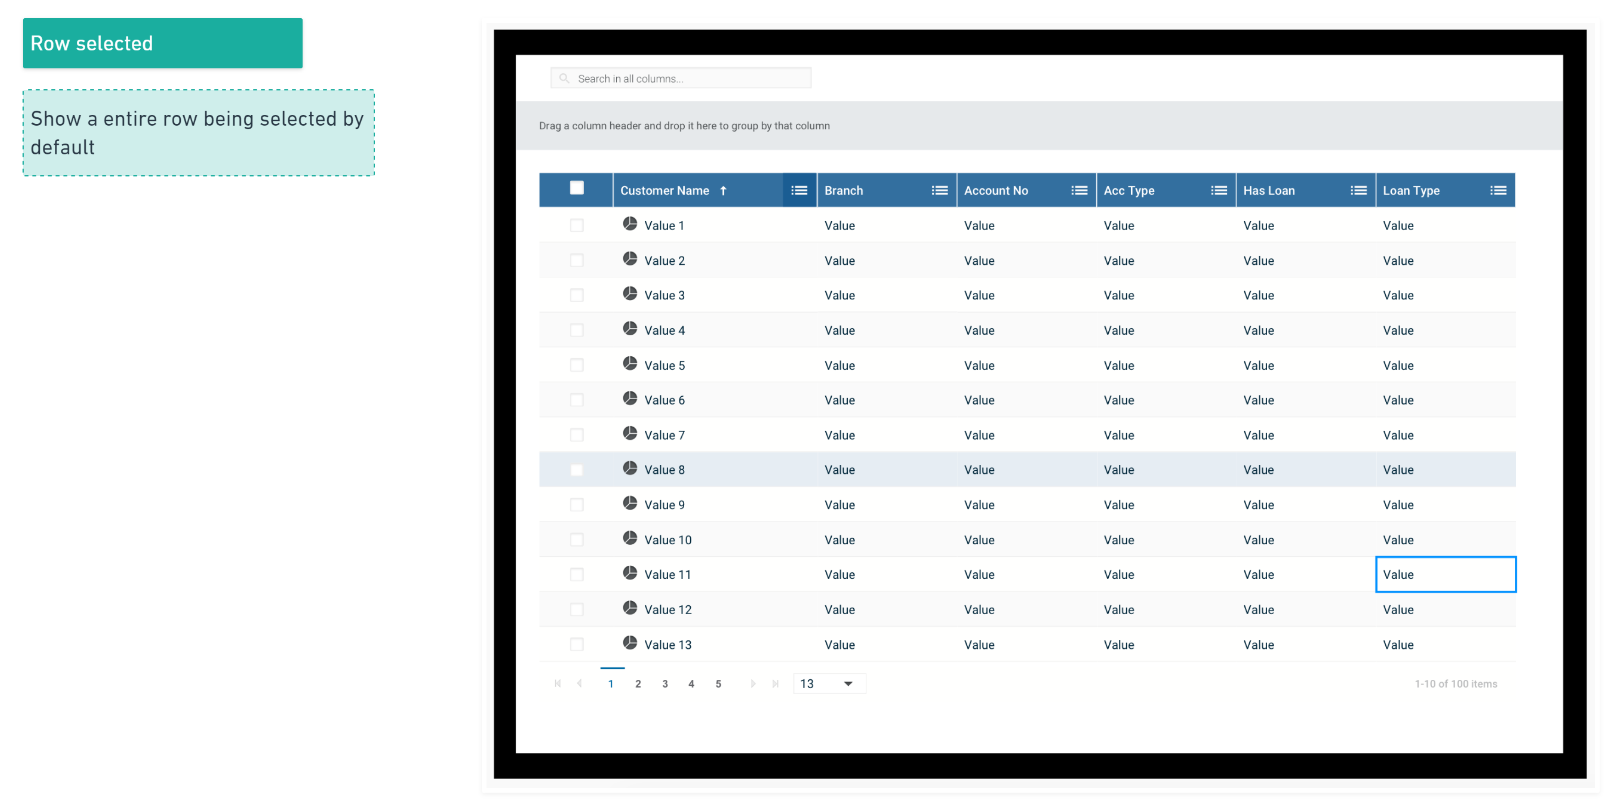 Row selected
Show a entire row being selected by
default
Search in all columns...
Drag a column header and drop it here to group by that column
Customer Name ↑ Branch Account No Acc Type Has Loan Loan Type
Value 1 Value Value Value Value Value
Value 2 Value Value Value Value Value
Value 3 Value Value Value Value Value
Value 4 Value Value Value Value Value
Value 5 Value Value Value Value Value
Value 6 Value Value Value Value Value
Value 7 Value Value Value Value Value
Value 8 Value Value Value Value Value
Value 9 Value Value Value Value Value
Value 10 Value Value Value Value Value
Value 11 Value Value Value Value Value
Value 12 Value Value Value Value Value
Value 13 Value Value Value Value Value
1 2 3 4 5 13 1-10 of 100 items